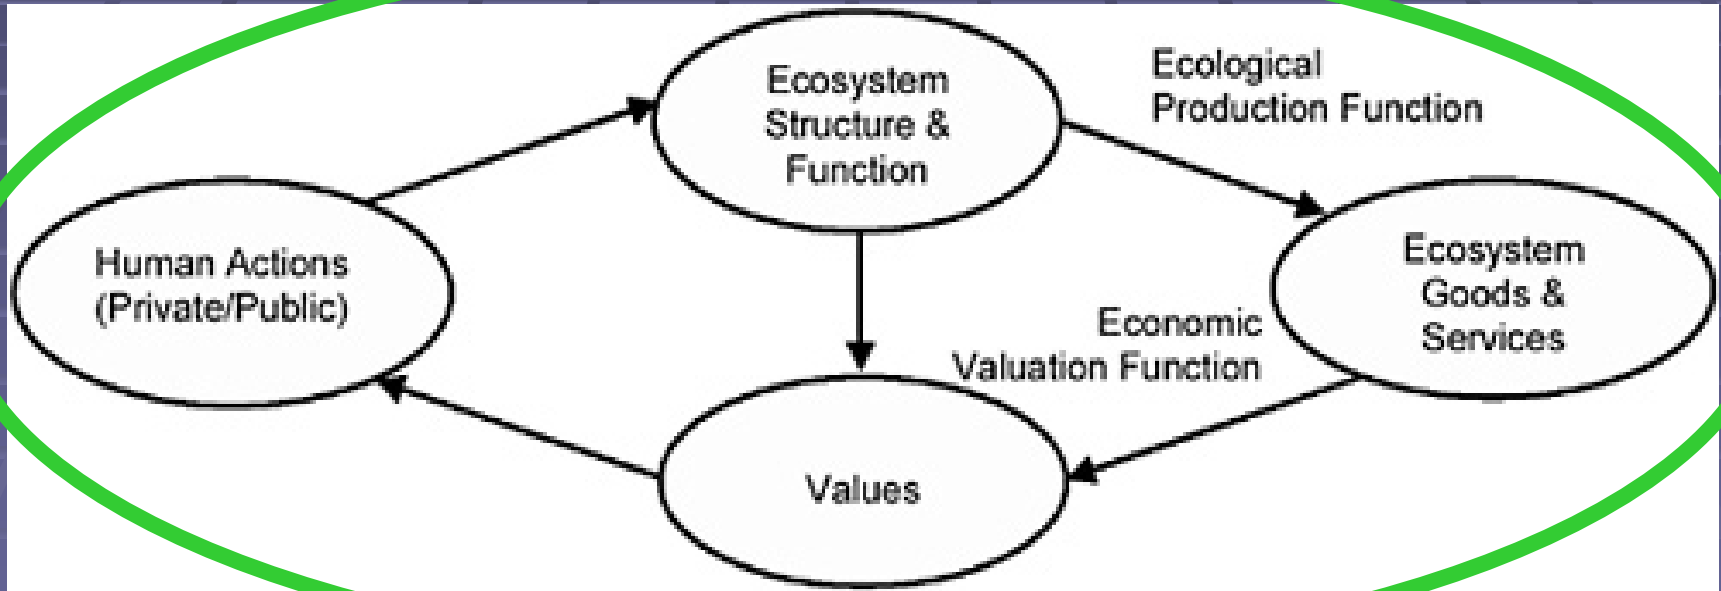 Ecosystem
Structure &
Function
Ecological
Production Function
Human Actions
(Private/Public)
Ecosystem
Goods &
Services
Economic
Valuation Function
Values